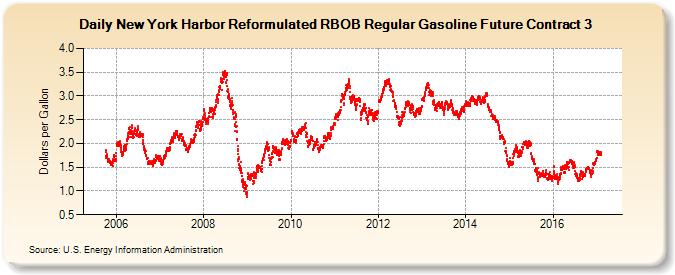 Daily New York Harbor Reformulated RBOB Regular Gasoline Future Contract 3
Dollars per Gallon
4.0
3.5
3.0
2.5
2.0
1.5
1.0
0.5
2006 2008 2010 2012 2014 2016
Source: U.S. Energy Information Administration